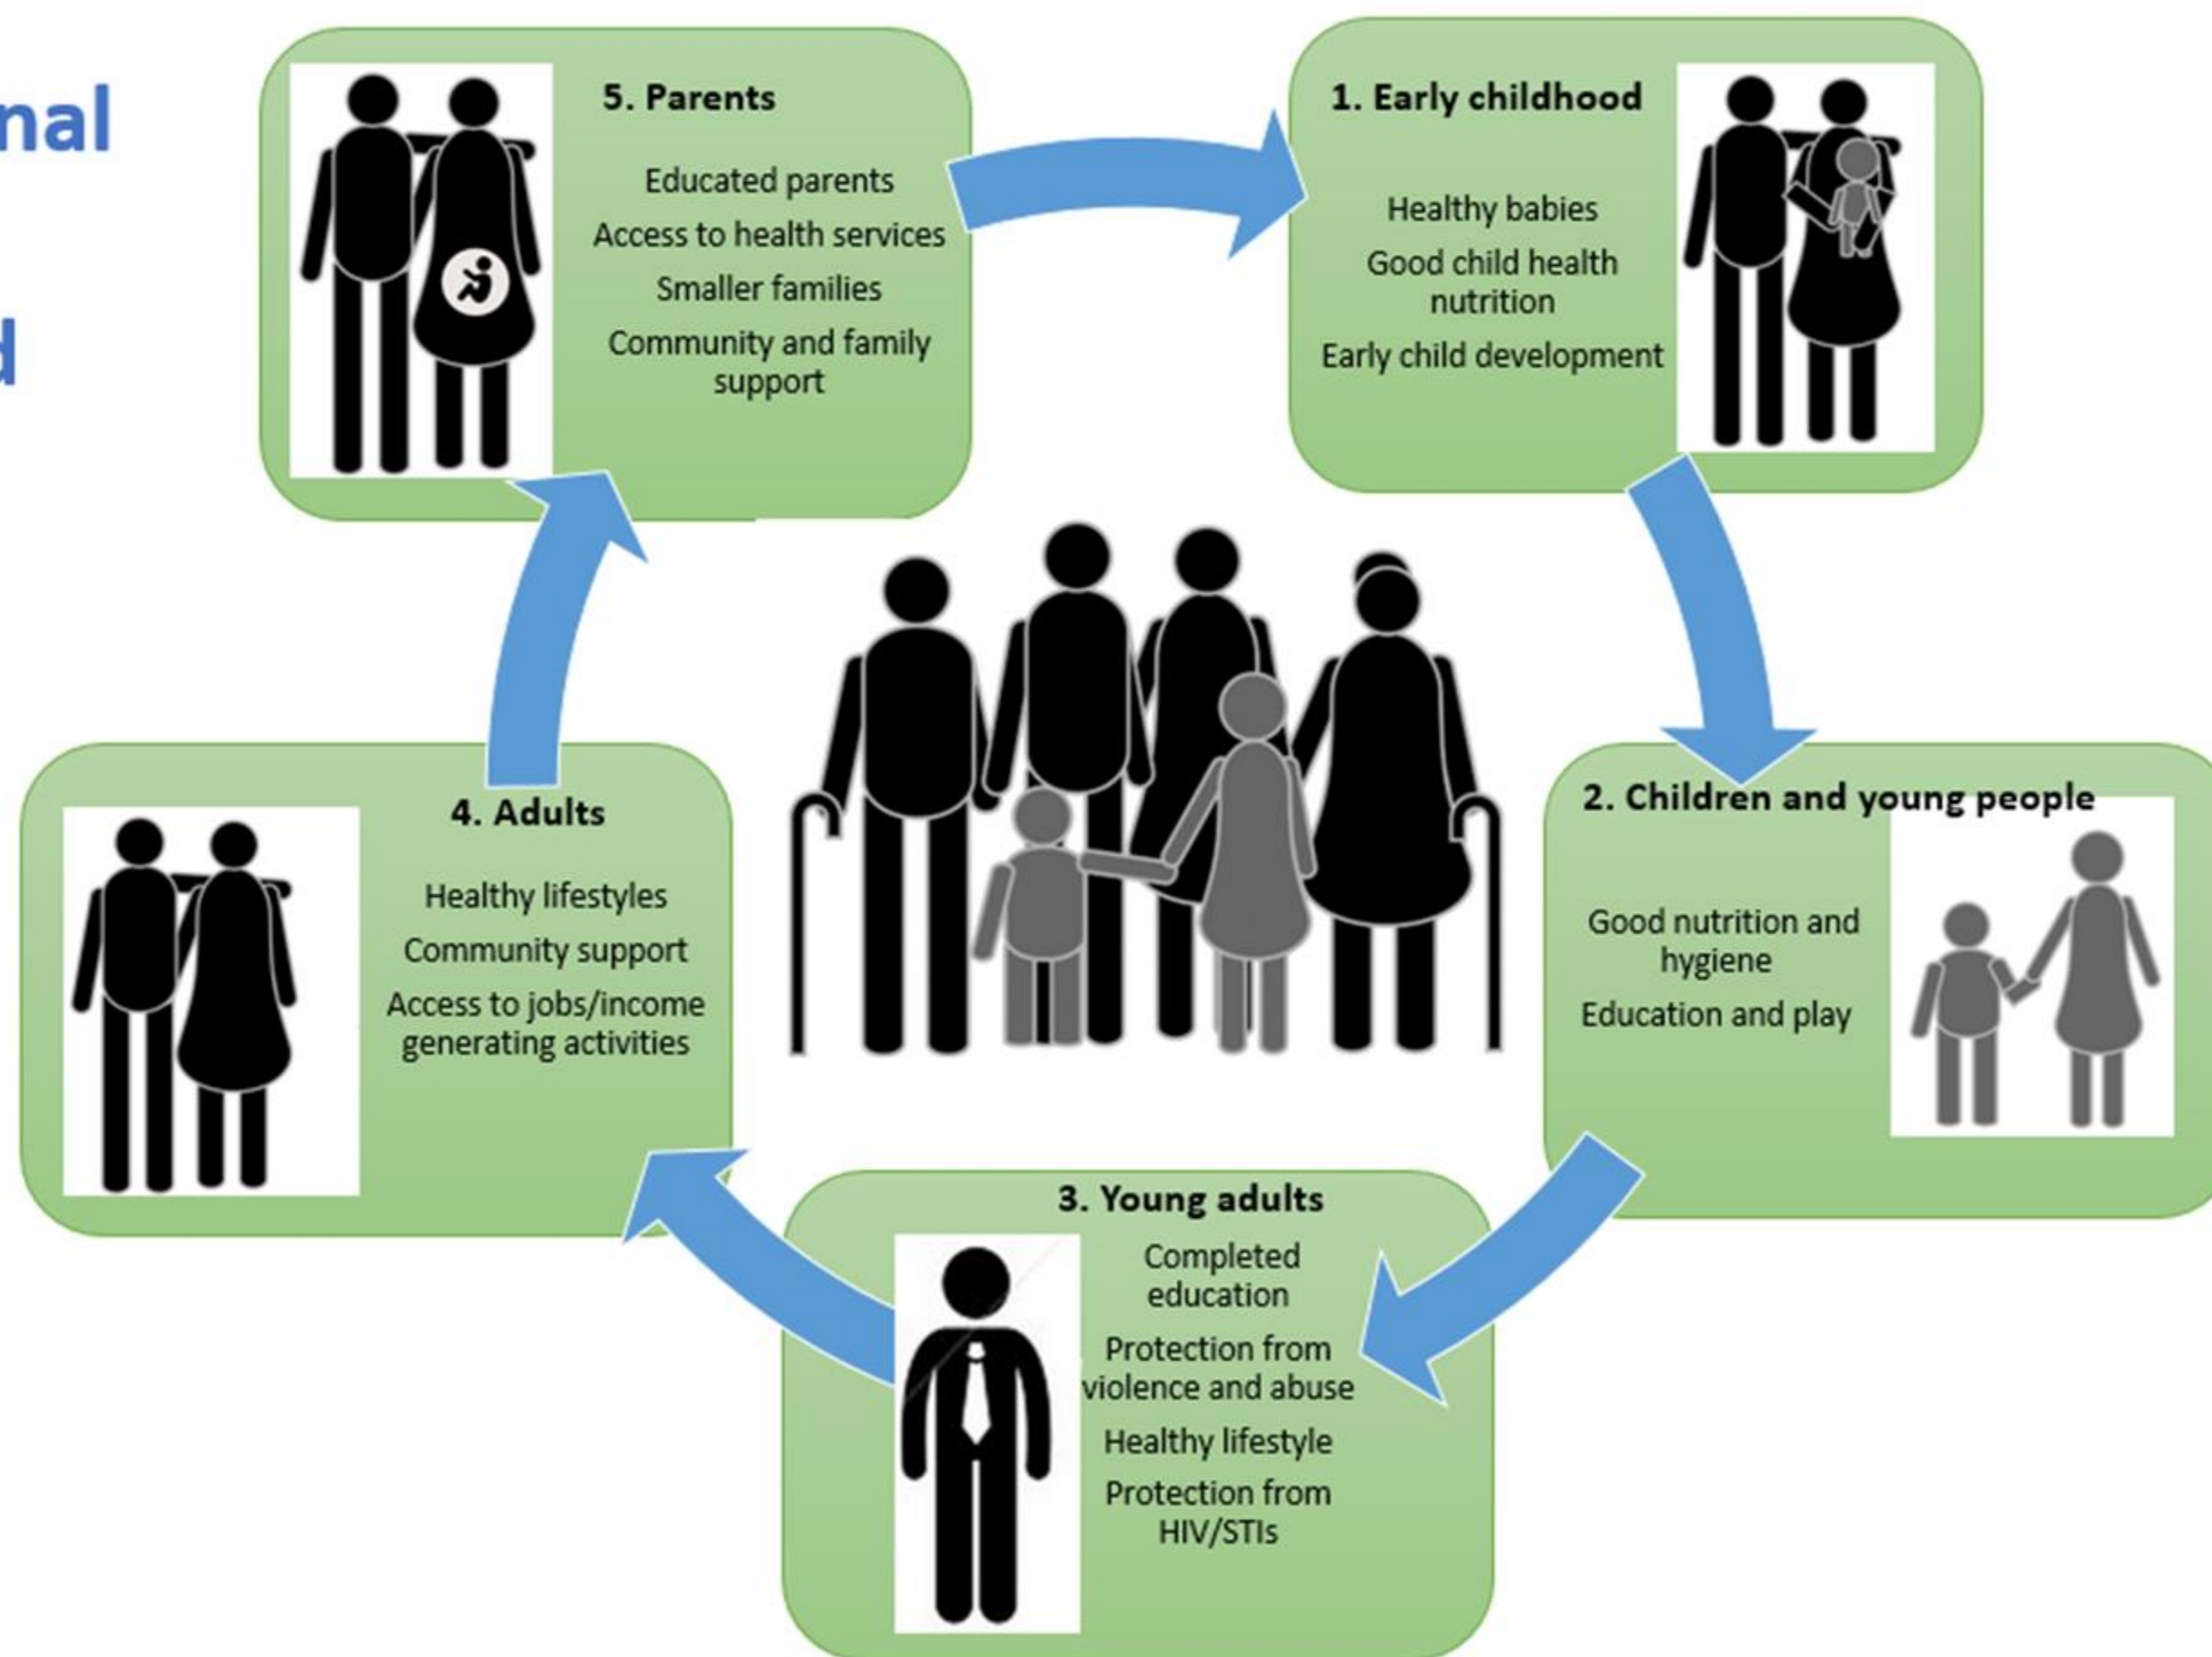 nal
d
5. Parents
Educated parents
Access to health services
Smaller families
Community and family
support
1. Early childhood
Healthy babies
Good child health
nutrition
Early child development
2. Children and young people
Good nutrition and
hygiene
Education and play
3. Young adults
Completed
education
Protection from
violence and abuse
Healthy lifestyle
Protection from
HIV/STIs
4. Adults
Healthy lifestyles
Community support
Access to jobs/income
generating activities